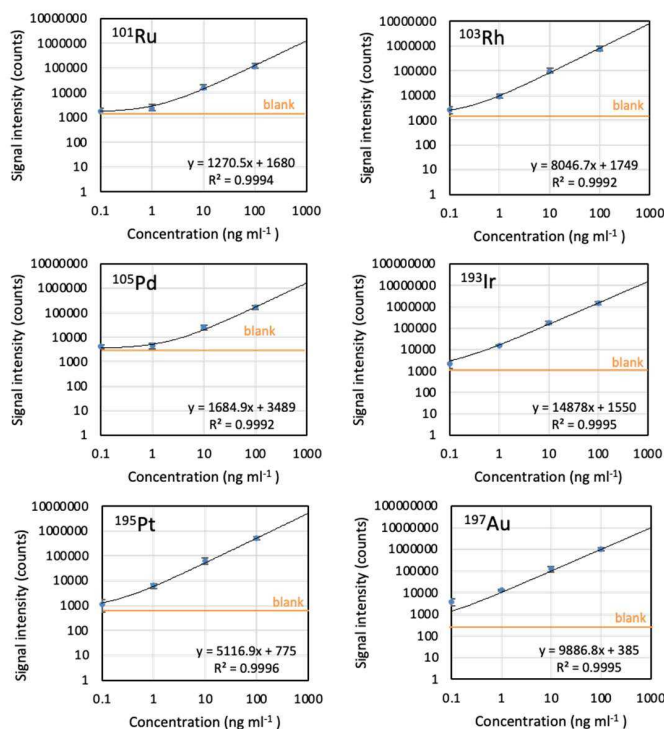 Signal intensity (counts)
10000000
1000000
100000
10000
1000
100
10
1
¹⁰¹Ru
blank
y = 1270.5x + 1680
R² = 0.9994
0.1 1 10 100 1000
Concentration (ng ml⁻¹)
Signal intensity (counts)
10000000
1000000
100000
10000
1000
100
10
1
¹⁰³Rh
blank
y = 8046.7x + 1749
R² = 0.9992
0.1 1 10 100 1000
Concentration (ng ml⁻¹)
Signal intensity (counts)
10000000
1000000
100000
10000
1000
100
10
1
¹⁰⁵Pd
blank
y = 1684.9x + 3489
R² = 0.9992
0.1 1 10 100 1000
Concentration (ng ml⁻¹)
Signal intensity (counts)
100000000
10000000
1000000
100000
10000
1000
100
10
1
¹⁹³Ir
blank
y = 14878x + 1550
R² = 0.9995
0.1 1 10 100 1000
Concentration (ng ml⁻¹)
Signal intensity (counts)
10000000
1000000
100000
10000
1000
100
10
1
¹⁹⁵Pt
blank
y = 5116.9x + 775
R² = 0.9996
0.1 1 10 100 1000
Concentration (ng ml⁻¹)
Signal intensity (counts)
100000000
10000000
1000000
100000
10000
1000
100
10
1
¹⁹⁷Au
blank
y = 9886.8x + 385
R² = 0.9995
0.1 1 10 100 1000
Concentration (ng ml⁻¹)